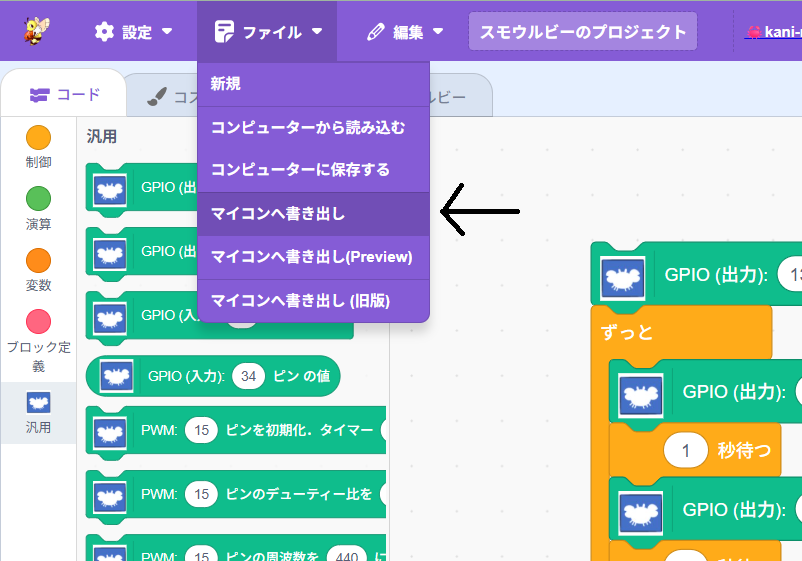 設定
ファイル
編集
スモウルビーのプロジェクト
kani-
コード
コス
ルビー
新規
コンピューターから読み込む
コンピューターに保存する
マイコンへ書き出し
マイコンへ書き出し(Preview)
マイコンへ書き出し (旧版)
制御
演算
変数
ブロック定
義
汎用
汎用
GPIO (出
GPIO (出
GPIO (入
GPIO (入力): 34 ピン の値
PWM: 15 ピンを初期化．タイマー
PWM: 15 ピンのデューティー比を
PWM: 15 ピンの周波数を 440 に
GPIO (出力): 13
ずっと
GPIO (出力):
1 秒待つ
GPIO (出力):
秒待つ